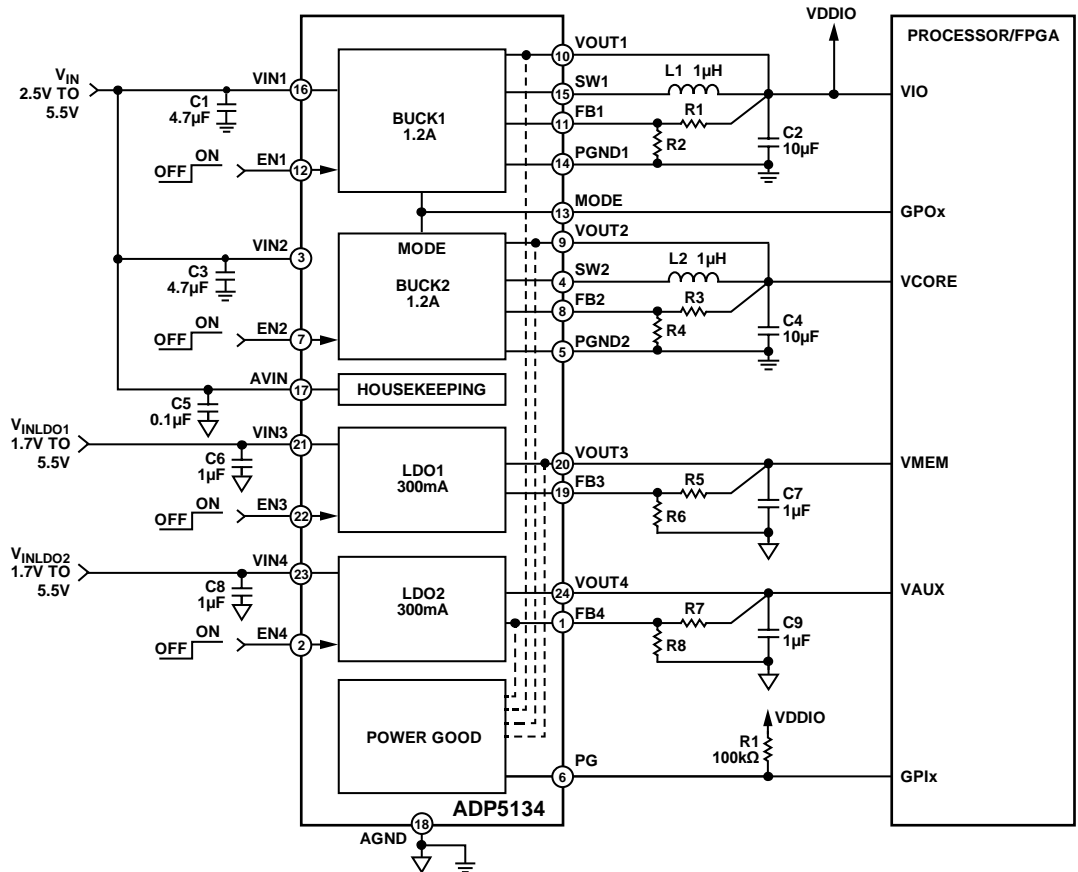 VIN
2.5V TO
5.5V
C1
4.7µF
VIN1
16
OFF
ON
EN1
12
BUCK1
1.2A
10
VOUT1
15
SW1
L1 1µH
11
FB1
R1
R2
14
PGND1
C2
10µF
VDDIO
PROCESSOR/FPGA
VIO
13
MODE
GPOx
VIN2
3
C3
4.7µF
OFF
ON
EN2
7
MODE
BUCK2
1.2A
9
VOUT2
4
SW2
L2 1µH
8
FB2
R3
R4
5
PGND2
C4
10µF
VCORE
AVIN
17
HOUSEKEEPING
C5
0.1µF
VINLDO1
1.7V TO
5.5V
C6
1µF
VIN3
21
OFF
ON
EN3
22
LDO1
300mA
20
VOUT3
19
FB3
R5
R6
C7
1µF
VMEM
VINLDO2
1.7V TO
5.5V
C8
1µF
VIN4
23
OFF
ON
EN4
2
LDO2
300mA
24
VOUT4
1
FB4
R7
R8
C9
1µF
VAUX
POWER GOOD
6
PG
VDDIO
R1
100kΩ
GPIx
ADP5134
18
AGND